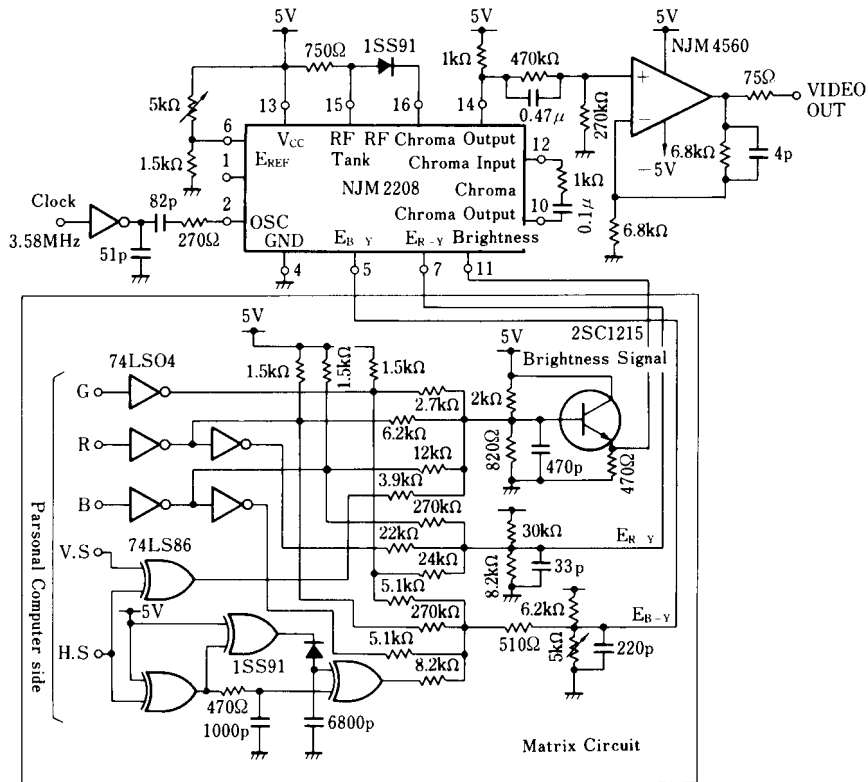 5V
5V
5V
750Ω
1SS91
1kΩ
470kΩ
NJM4560
75Ω
VIDEO
OUT
5kΩ
13
15
16
14
0.47μ
270kΩ
+
−
6
VCC
RF
RF
Chroma Output
12
1.5kΩ
1
EREF
Tank
Chroma Input
1kΩ
−5V
6.8kΩ
4p
NJM2208
Chroma
Clock
82p
2
OSC
Chroma Output
10
0.1μ
3.58MHz
270Ω
GND
EB−Y
ER−Y
Brightness
6.8kΩ
51p
4
5
7
11
5V
5V
2SC1215
74LSO4
1.5kΩ
1.5kΩ
1.5kΩ
Brightness Signal
G
2.7kΩ
2kΩ
R
6.2kΩ
820Ω
470p
470Ω
12kΩ
B
3.9kΩ
270kΩ
30kΩ
ER−Y
Parsonal Computer side
V.S
74LS86
22kΩ
24kΩ
8.2kΩ
33p
5.1kΩ
5V
270kΩ
6.2kΩ
EB−Y
H.S
1SS91
5.1kΩ
510Ω
5kΩ
220p
470Ω
8.2kΩ
1000p
6800p
Matrix Circuit